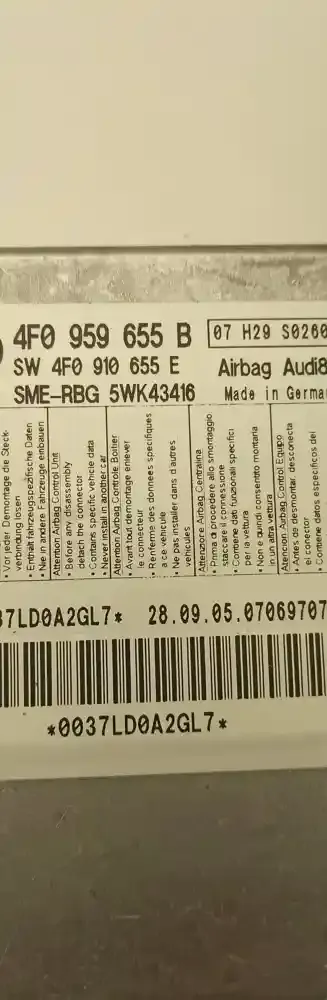 4F0 959 655 B
07 H29 S0260
SW 4F0 910 655 E
Airbag Audi8
SME-RBG 5WK43416
Made in Germa
• Vor jeder Demontage die Steck-
verbindung lösen
• Enthält fahrzeugspezifische Daten
• Nie in andere Fahrzeuge einbauen
Attention Airbag Control Unit
• Before any disassembly
detach the connector
• Contains specific vehicle data
• Never install in another car
Attention Airbag Controle Boitier
• Avant tout demontage enlever
le connecteur
• Renferms des donnees specifiques
a ce vehicule
• Ne pas installer dans d'autres
vehicules
Attenzione Airbag Centralina
• Prima di procedere allo smontaggio
staccare il connessione
• Contiene dati funzionali specifici
per la vettura
• Non e quindi consentito montarla
in un altra vettura
Atencion Airbag Control Equipo
• Antes de desmontar, desconecta
el conector
• Contiene datos especificos del
37LD0A2GL7* 28.09.05.07069707
*0037LD0A2GL7*